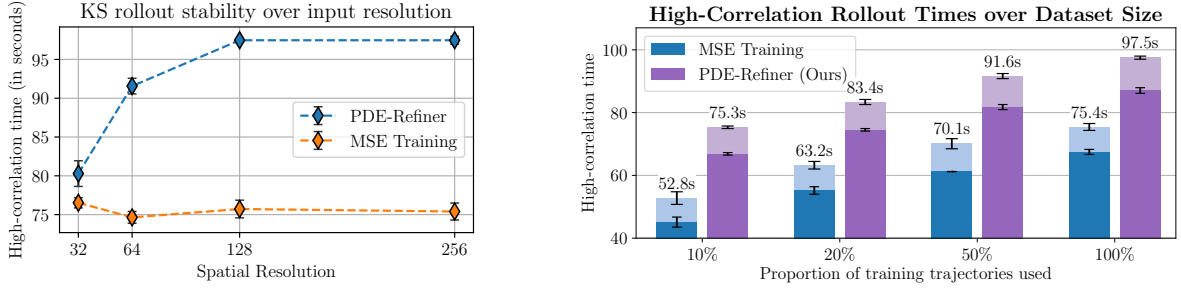 KS rollout stability over input resolution
High-correlation time (in seconds)
95
90
85
80
75
PDE-Refiner
MSE Training
32
64
128
256
Spatial Resolution
High-Correlation Rollout Times over Dataset Size
High-correlation time
100
80
60
40
MSE Training
PDE-Refiner (Ours)
52.8s
75.3s
63.2s
83.4s
70.1s
91.6s
75.4s
97.5s
10%
20%
50%
100%
Proportion of training trajectories used